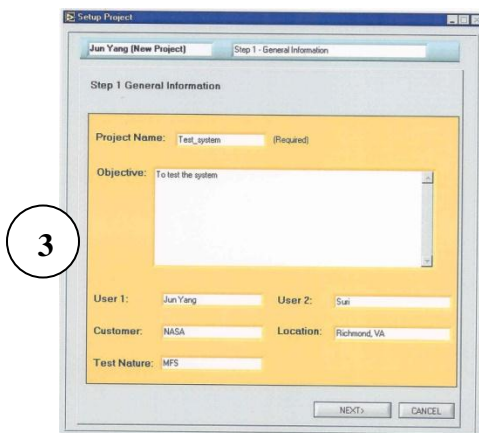 Setup Project
Jun Yang (New Project) Step 1 - General Information
Step 1 General Information
Project Name: Test_system (Required)
Objective: To test the system
3
User 1: Jun Yang User 2: Suri
Customer: NASA Location: Richmond, VA
Test Nature: MFS
NEXT> CANCEL